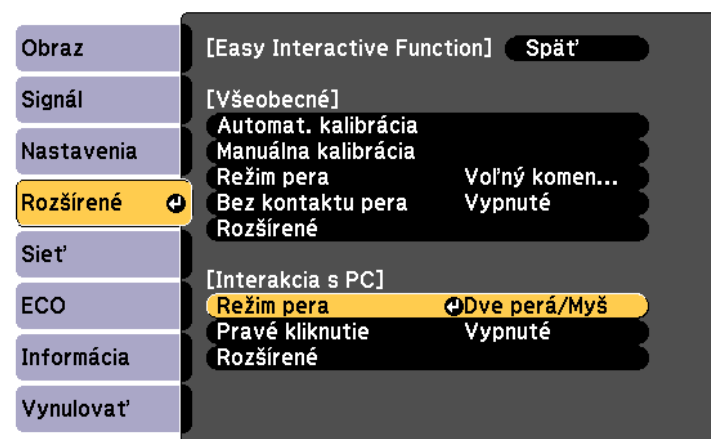 Obraz
Signál
Nastavenia
Rozšírené
Sieť
ECO
Informácia
Vynulovať
[Easy Interactive Function] Späť
[Všeobecné]
Automat. kalibrácia
Manuálna kalibrácia
Režim pera Voľný komen...
Bez kontaktu pera Vypnuté
Rozšírené
[Interakcia s PC]
Režim pera Dve perá/Myš
Pravé kliknutie Vypnuté
Rozšírené